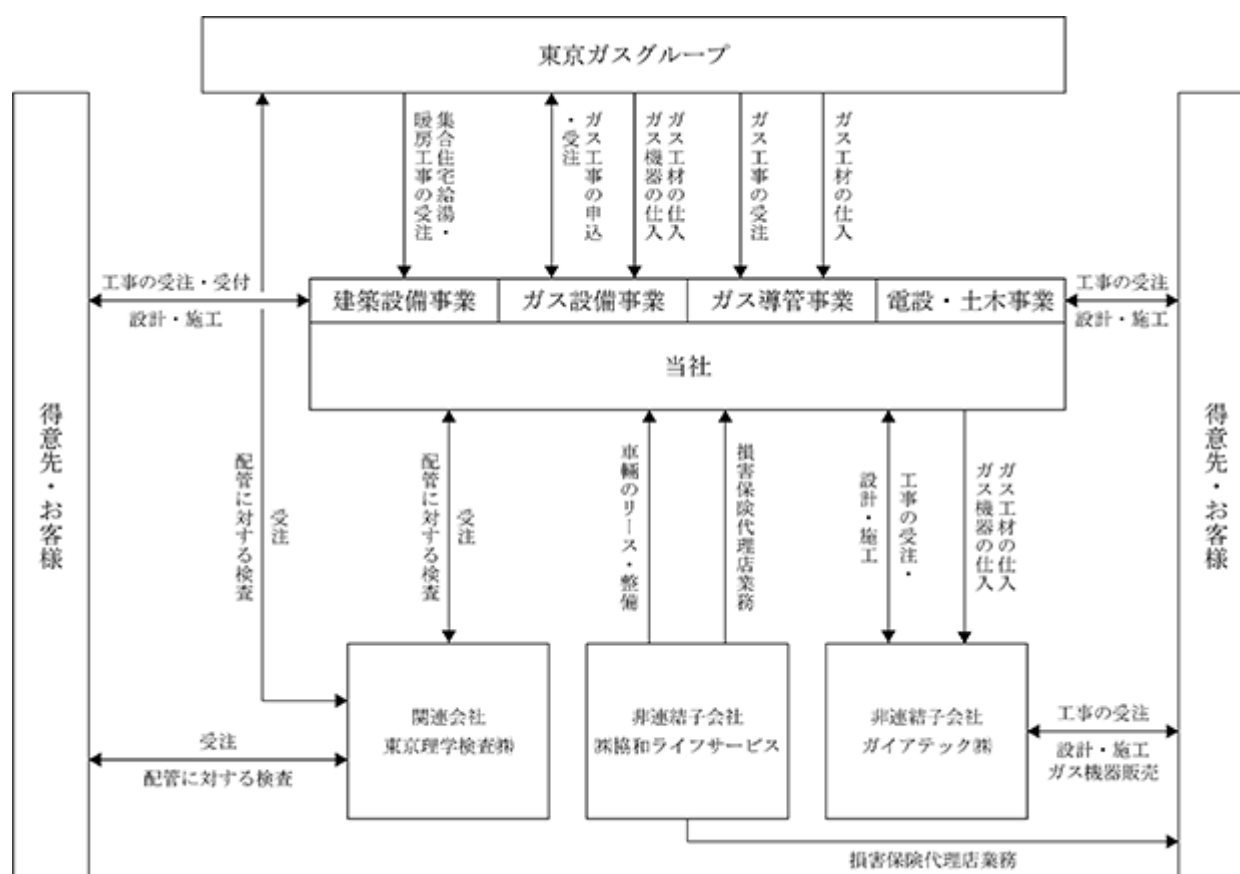 東京ガスグループ
集合住宅給湯・
暖房工事の受注
ガス工事の申込
・受注
ガス工材の仕入
ガス機器の仕入
ガス工事の受注
ガス工材の仕入
工事の受注・受付
設計・施工
建築設備事業
ガス設備事業
ガス導管事業
電設・土木事業
工事の受注
設計・施工
当社
得意先・お客様
得意先・お客様
受注
配管に対する検査
受注
配管に対する検査
車輛のリース・整備
損害保険代理店業務
工事の受注・
設計・施工
ガス工材の仕入
ガス機器の仕入
関連会社
東京理学検査㈱
非連結子会社
㈱協和ライフサービス
非連結子会社
ガイアテック㈱
受注
配管に対する検査
工事の受注
設計・施工
ガス機器販売
損害保険代理店業務